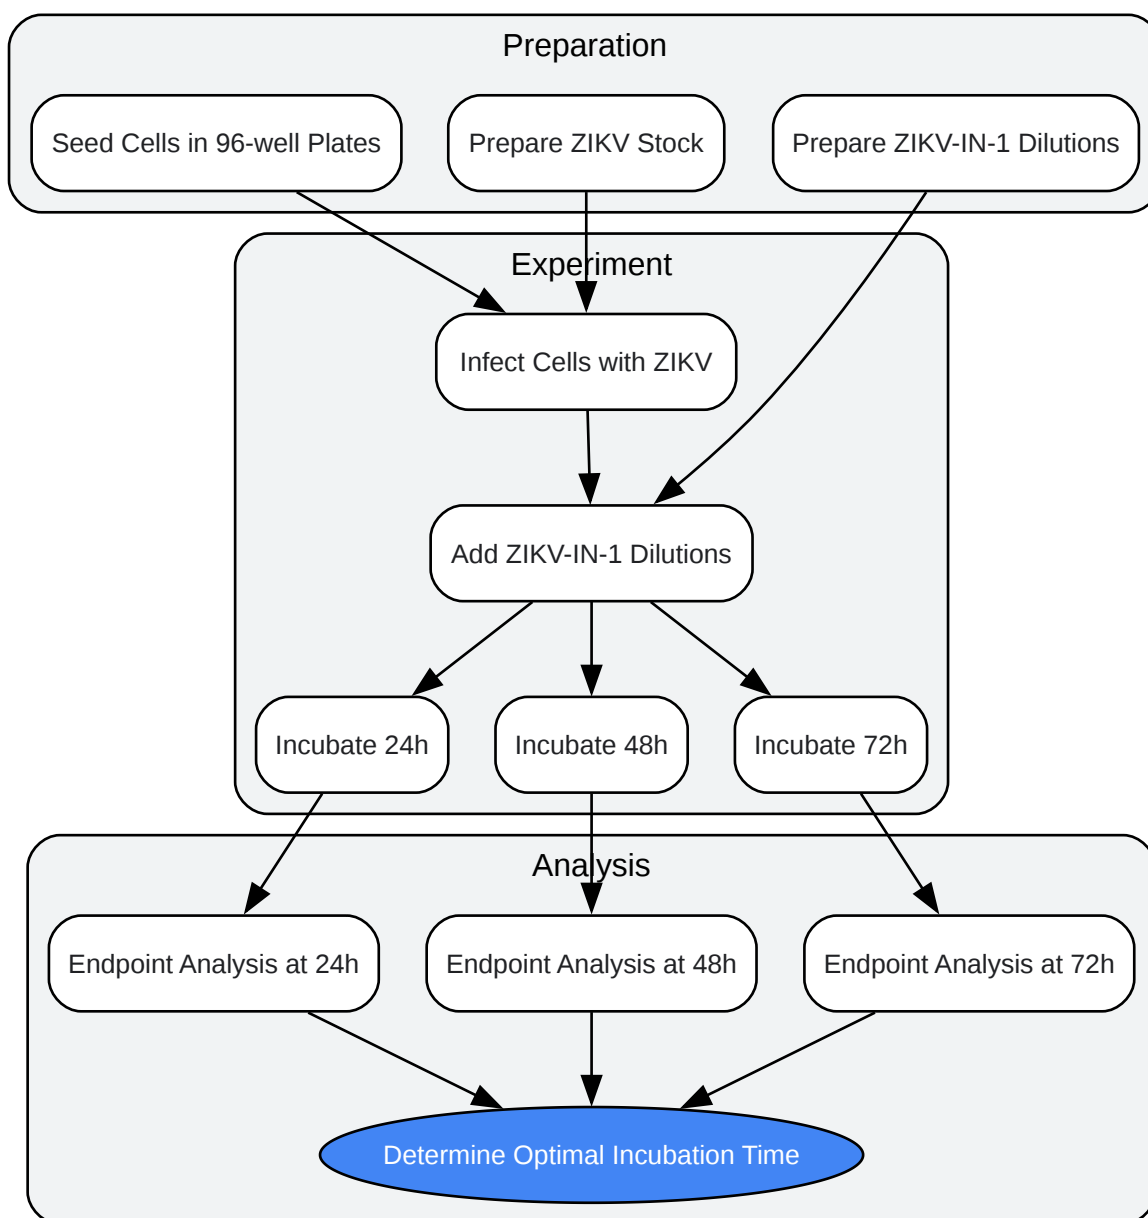 Preparation
Seed Cells in 96-well Plates
Prepare ZIKV Stock
Prepare ZIKV-IN-1 Dilutions
Experiment
Infect Cells with ZIKV
Add ZIKV-IN-1 Dilutions
Incubate 24h
Incubate 48h
Incubate 72h
Analysis
Endpoint Analysis at 24h
Endpoint Analysis at 48h
Endpoint Analysis at 72h
Determine Optimal Incubation Time